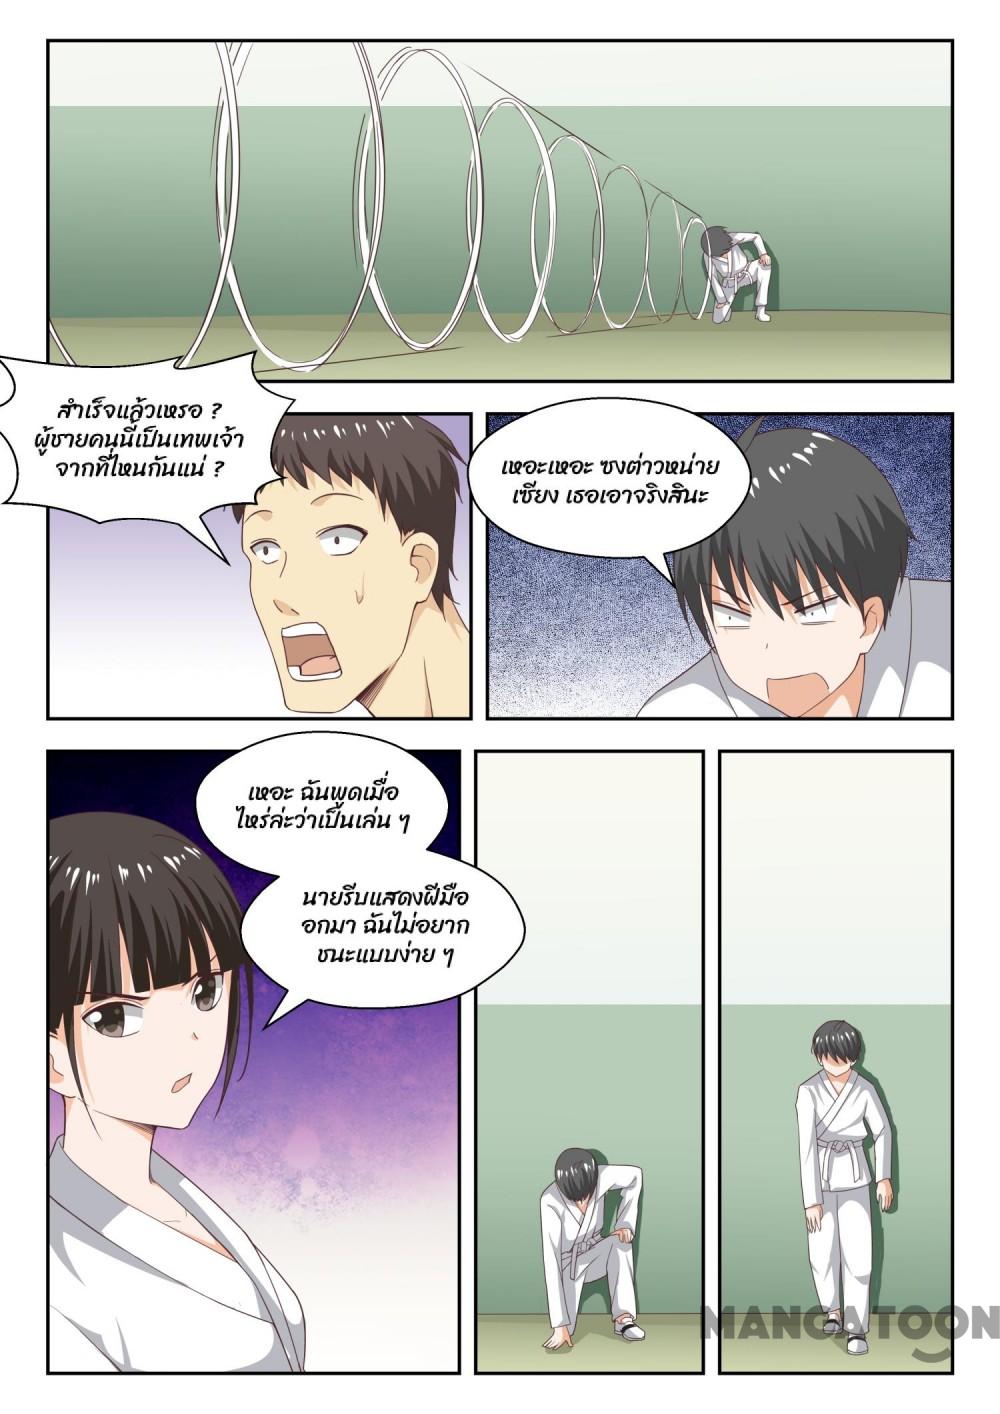 สำเร็จแล้วเหรอ ?
ผู้ชายคนนี้เป็นเทพเจ้า
จากที่ไหนกันแน่ ?
เหอะเหอะ ซงต่าวหน่าย
เซียง เธอเอาจริงสินะ
เหอะ ฉันพูดเมื่อ
ไหร่ล่ะว่าเป็นเล่น ๆ
นายรีบแสดงฝีมือ
อกมา ฉันไม่อยาก
ชนะแบบง่าย ๆ
MANGATOON